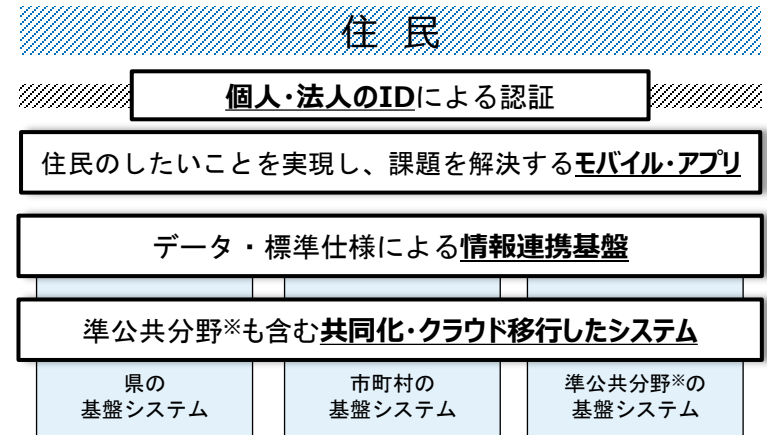 住 民
個人・法人のIDによる認証
住民のしたいことを実現し、課題を解決するモバイル・アプリ
データ・標準仕様による情報連携基盤
準公共分野※も含む共同化・クラウド移行したシステム
県の
基盤システム
市町村の
基盤システム
準公共分野※の
基盤システム